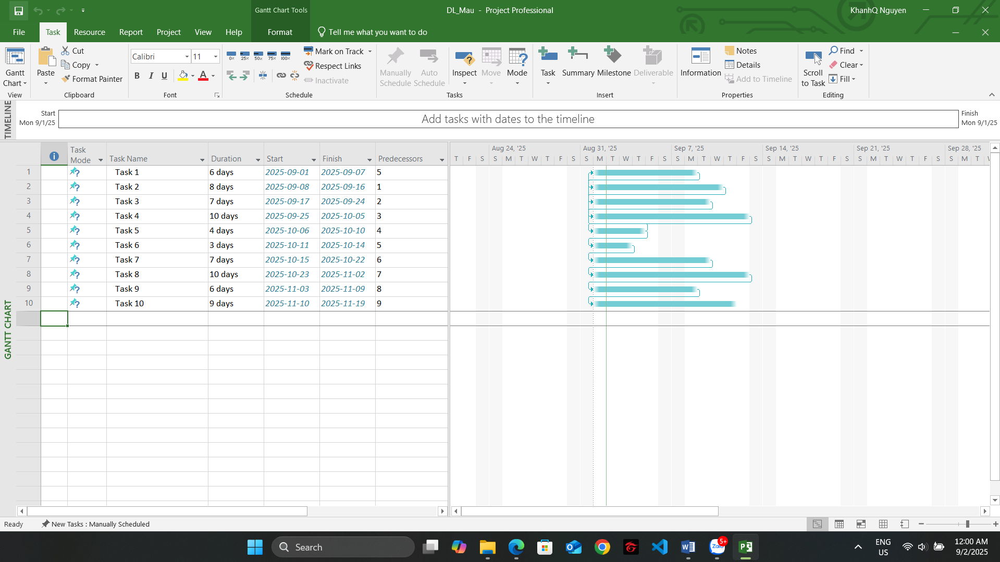 Gantt Chart Tools
DL_Mau - Project Professional
KhanhQ Nguyen
File
Task
Resource
Report
Project
View
Help
Format
Tell me what you want to do
Gantt
Chart
View
Paste
Cut
Copy
Format Painter
Clipboard
Calibri
11
B I U
A
Font
0% 25% 50% 75% 100%
Mark on Track
Respect Links
Inactivate
Schedule
Manually
Schedule
Auto
Schedule
Inspect
Move
Mode
Tasks
Task
Summary
Milestone
Deliverable
Insert
Information
Notes
Details
Add to Timeline
Properties
Scroll
to Task
Find
Clear
Fill
Editing
TIMELINE
Start
Mon 9/1/25
Add tasks with dates to the timeline
Finish
Mon 9/1/25
GANTT CHART
Task Mode Task Name Duration Start Finish Predecessors
1 Task 1 6 days 2025-09-01 2025-09-07 5
2 Task 2 8 days 2025-09-08 2025-09-16 1
3 Task 3 7 days 2025-09-17 2025-09-24 2
4 Task 4 10 days 2025-09-25 2025-10-05 3
5 Task 5 4 days 2025-10-06 2025-10-10 4
6 Task 6 3 days 2025-10-11 2025-10-14 5
7 Task 7 7 days 2025-10-15 2025-10-22 6
8 Task 8 10 days 2025-10-23 2025-11-02 7
9 Task 9 6 days 2025-11-03 2025-11-09 8
10 Task 10 9 days 2025-11-10 2025-11-19 9
Aug 24, '25 Aug 31, '25 Sep 7, '25 Sep 14, '25 Sep 21, '25 Sep 28, '25
T F S S M T W T F S S M T W T F S S M T W T F S S M T W T F S S M T W T F S S M T
Ready
New Tasks : Manually Scheduled
Search
Zalo
5+
ENG
US
12:00 AM
9/2/2025